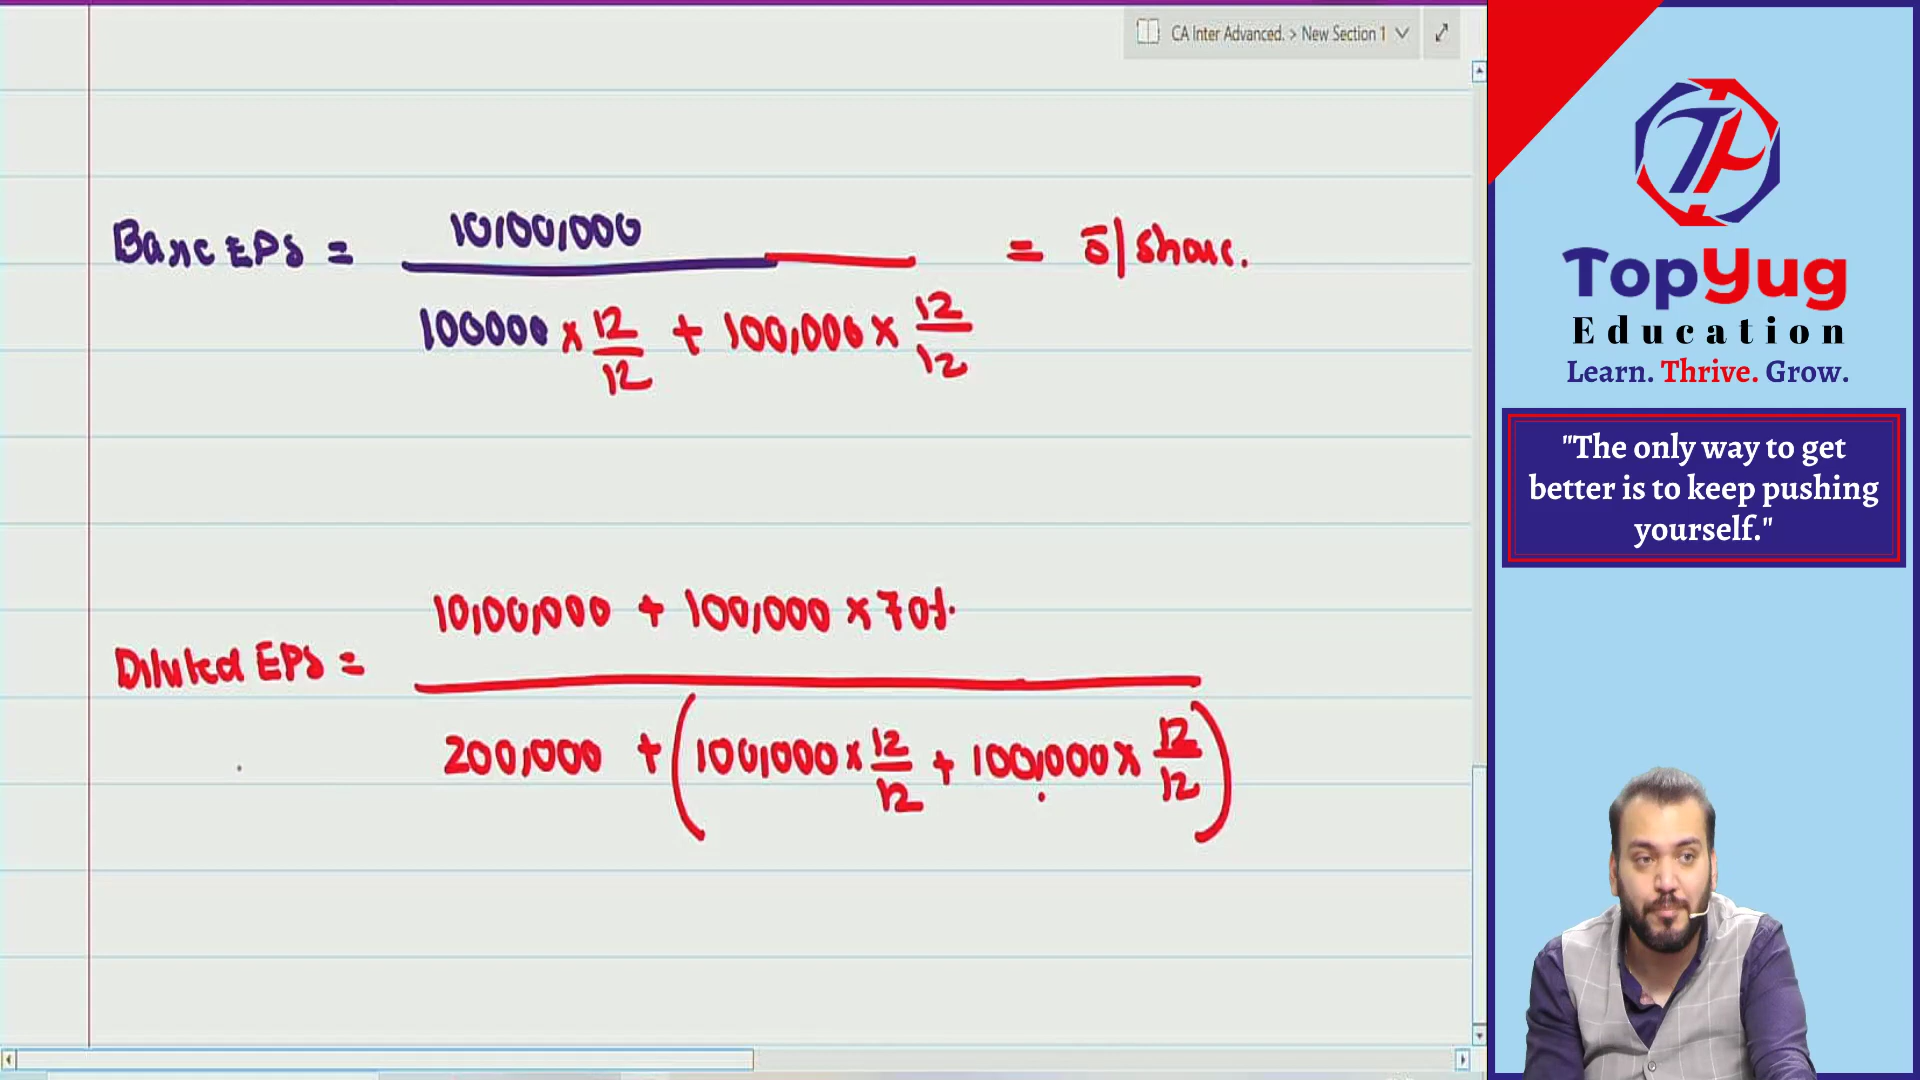 CA Inter Advanced. > New Section 1
Basic EPS = 10,00,000 / 100000 × 12/12 + 100,000 × 12/12 = 5/share.
Diluted EPS = 10,00,000 + 100,000 × 70%. / 200,000 + (100,000 × 12/12 + 100,000 × 12/12)
TopYug
Education
Learn. Thrive. Grow.
"The only way to get
better is to keep pushing
yourself."